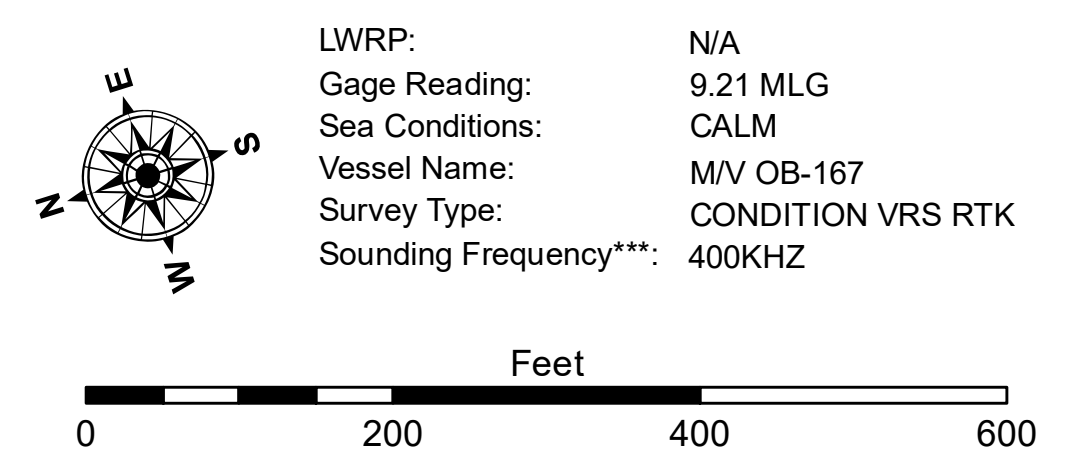 E
S
N
W
LWRP: N/A
Gage Reading: 9.21 MLG
Sea Conditions: CALM
Vessel Name: M/V OB-167
Survey Type: CONDITION VRS RTK
Sounding Frequency***: 400KHZ
Feet
0 200 400 600